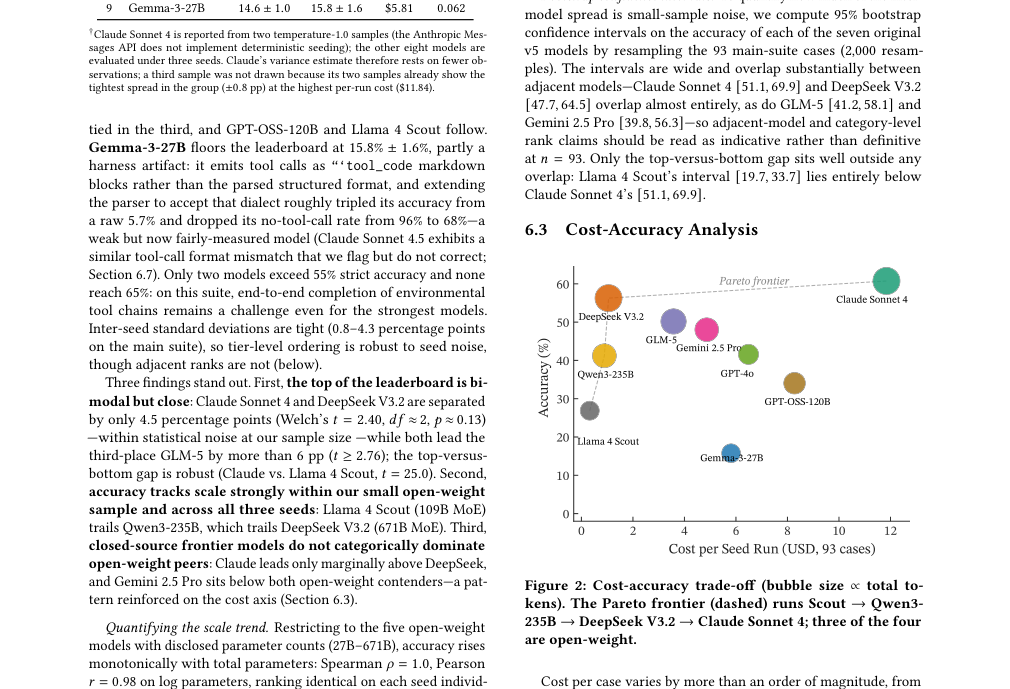 9 Gemma-3-27B 14.6 ± 1.0 15.8 ± 1.6 $5.81 0.062
†Claude Sonnet 4 is reported from two temperature-1.0 samples (the Anthropic Mes-
sages API does not implement deterministic seeding); the other eight models are
evaluated under three seeds. Claude's variance estimate therefore rests on fewer ob-
servations; a third sample was not drawn because its two samples already show the
tightest spread in the group (±0.8 pp) at the highest per-run cost ($11.84).
tied in the third, and GPT-OSS-120B and Llama 4 Scout follow.
Gemma-3-27B floors the leaderboard at 15.8% ± 1.6%, partly a
harness artifact: it emits tool calls as “‘tool_code markdown
blocks rather than the parsed structured format, and extending
the parser to accept that dialect roughly tripled its accuracy from
a raw 5.7% and dropped its no-tool-call rate from 96% to 68%—a
weak but now fairly-measured model (Claude Sonnet 4.5 exhibits a
similar tool-call format mismatch that we flag but do not correct;
Section 6.7). Only two models exceed 55% strict accuracy and none
reach 65%: on this suite, end-to-end completion of environmental
tool chains remains a challenge even for the strongest models.
Inter-seed standard deviations are tight (0.8–4.3 percentage points
on the main suite), so tier-level ordering is robust to seed noise,
though adjacent ranks are not (below).
Three findings stand out. First, the top of the leaderboard is bi-
modal but close: Claude Sonnet 4 and DeepSeek V3.2 are separated
by only 4.5 percentage points (Welch's t = 2.40, df ≈ 2, p ≈ 0.13)
—within statistical noise at our sample size —while both lead the
third-place GLM-5 by more than 6 pp (t ≥ 2.76); the top-versus-
bottom gap is robust (Claude vs. Llama 4 Scout, t = 25.0). Second,
accuracy tracks scale strongly within our small open-weight
sample and across all three seeds: Llama 4 Scout (109B MoE)
trails Qwen3-235B, which trails DeepSeek V3.2 (671B MoE). Third,
closed-source frontier models do not categorically dominate
open-weight peers: Claude leads only marginally above DeepSeek,
and Gemini 2.5 Pro sits below both open-weight contenders—a pat-
tern reinforced on the cost axis (Section 6.3).
Quantifying the scale trend. Restricting to the five open-weight
models with disclosed parameter counts (27B–671B), accuracy rises
monotonically with total parameters: Spearman ρ = 1.0, Pearson
r = 0.98 on log parameters, ranking identical on each seed individ-
model spread is small-sample noise, we compute 95% bootstrap
confidence intervals on the accuracy of each of the seven original
v5 models by resampling the 93 main-suite cases (2,000 resam-
ples). The intervals are wide and overlap substantially between
adjacent models—Claude Sonnet 4 [51.1, 69.9] and DeepSeek V3.2
[47.7, 64.5] overlap almost entirely, as do GLM-5 [41.2, 58.1] and
Gemini 2.5 Pro [39.8, 56.3]—so adjacent-model and category-level
rank claims should be read as indicative rather than definitive
at n = 93. Only the top-versus-bottom gap sits well outside any
overlap: Llama 4 Scout's interval [19.7, 33.7] lies entirely below
Claude Sonnet 4's [51.1, 69.9].
6.3 Cost-Accuracy Analysis
Pareto frontier
Claude Sonnet 4
DeepSeek V3.2
GLM-5
Gemini 2.5 Pro
Qwen3-235B
GPT-4o
GPT-OSS-120B
Llama 4 Scout
Gemma-3-27B
60
50
40
30
20
10
0
Accuracy (%)
0 2 4 6 8 10 12
Cost per Seed Run (USD, 93 cases)
Figure 2: Cost-accuracy trade-off (bubble size ∝ total to-
kens). The Pareto frontier (dashed) runs Scout → Qwen3-
235B → DeepSeek V3.2 → Claude Sonnet 4; three of the four
are open-weight.
Cost per case varies by more than an order of magnitude, from